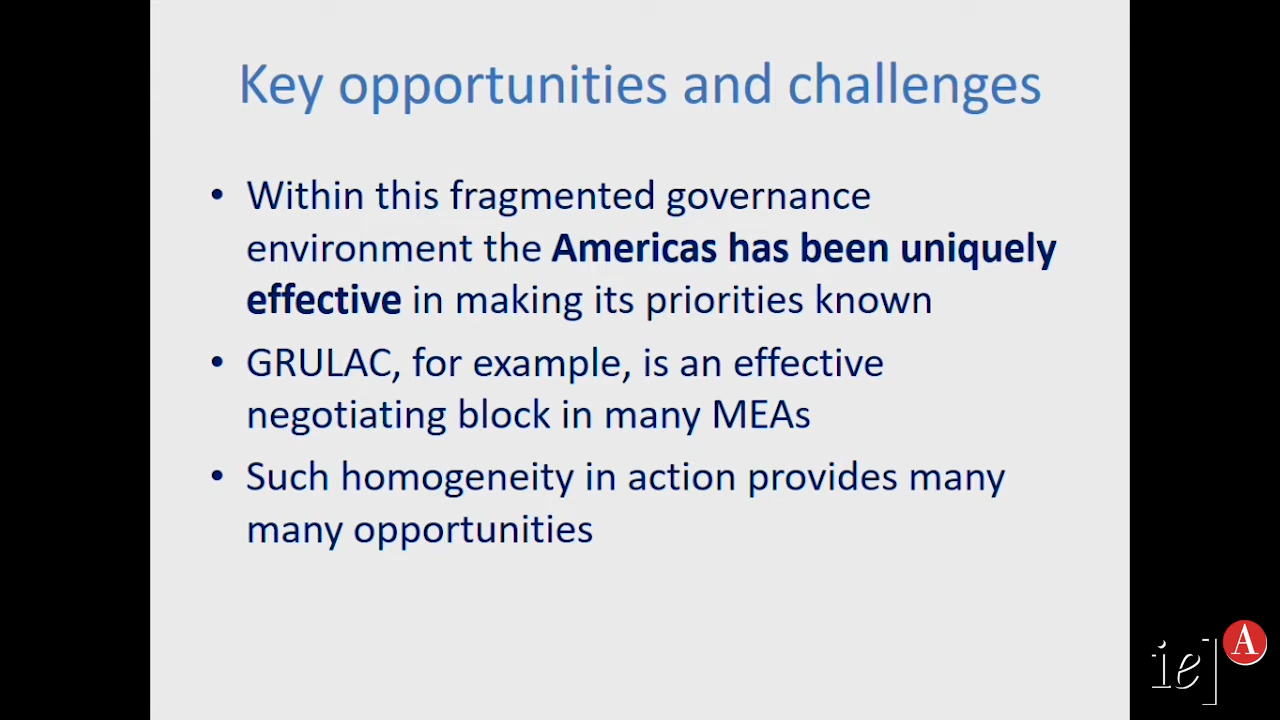 Key opportunities and challenges
• Within this fragmented governance
environment the Americas has been uniquely
effective in making its priorities known
• GRULAC, for example, is an effective
negotiating block in many MEAs
• Such homogeneity in action provides many
many opportunities
ie] A